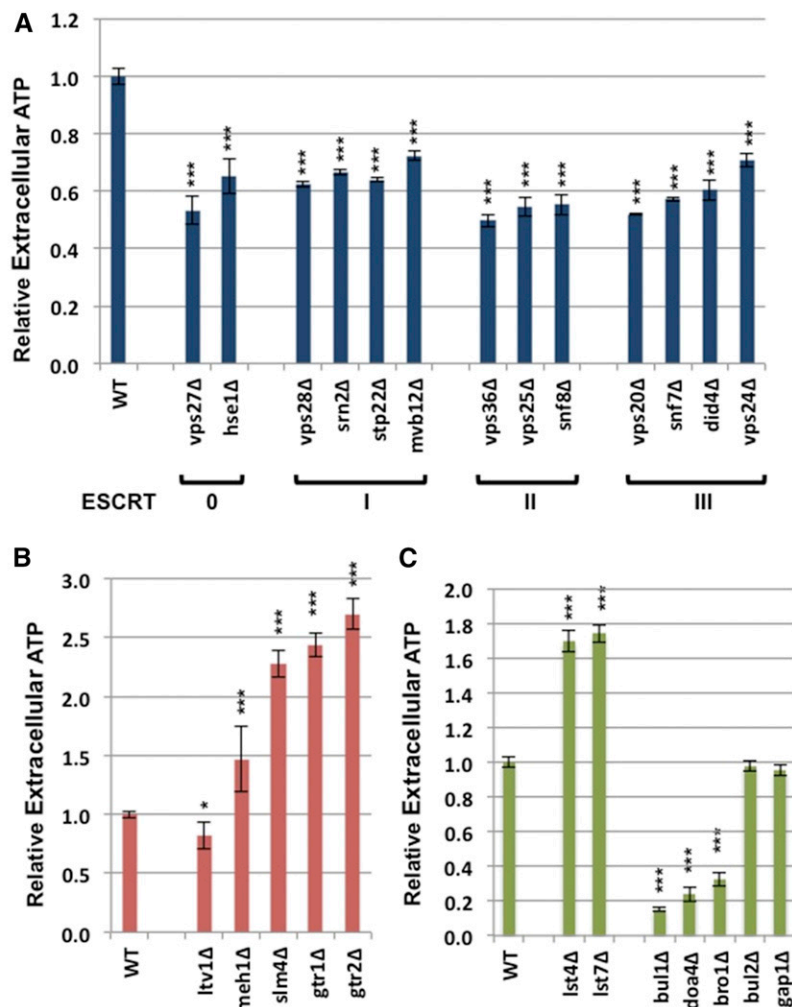 A
Relative Extracellular ATP
1.2
1.0
0.8
0.6
0.4
0.2
0.0
***
***
***
***
***
***
***
***
***
***
***
***
***
WT
vps27Δ
hse1Δ
vps28Δ
srn2Δ
stp22Δ
mvb12Δ
vps36Δ
vps25Δ
snf8Δ
vps20Δ
snf7Δ
did4Δ
vps24Δ
ESCRT 0 I II III
B
Relative Extracellular ATP
3.0
2.5
2.0
1.5
1.0
0.5
0.0
*
***
***
***
***
WT
ltv1Δ
meh1Δ
slm4Δ
gtr1Δ
gtr2Δ
C
Relative Extracellular ATP
2.0
1.8
1.6
1.4
1.2
1.0
0.8
0.6
0.4
0.2
0.0
***
***
***
***
***
WT
lst4Δ
lst7Δ
bul1Δ
doa4Δ
bro1Δ
bul2Δ
gap1Δ